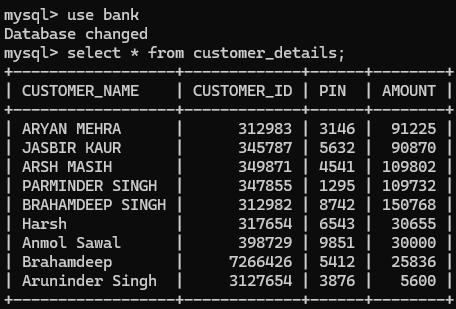 mysql> use bank
Database changed
mysql> select * from customer_details;
+------------------+-------------+------+--------+
| CUSTOMER_NAME    | CUSTOMER_ID | PIN  | AMOUNT |
+------------------+-------------+------+--------+
| ARYAN MEHRA      |      312983 | 3146 |  91225 |
| JASBIR KAUR      |      345787 | 5632 |  90870 |
| ARSH MASIH       |      349871 | 4541 | 109802 |
| PARMINDER SINGH  |      347855 | 1295 | 109732 |
| BRAHAMDEEP SINGH |      312982 | 8742 | 150768 |
| Harsh            |      317654 | 6543 |  30655 |
| Anmol Sawal      |      398729 | 9851 |  30000 |
| Brahamdeep       |     7266426 | 5412 |  25836 |
| Aruninder Singh  |     3127654 | 3876 |   5600 |
+------------------+-------------+------+--------+